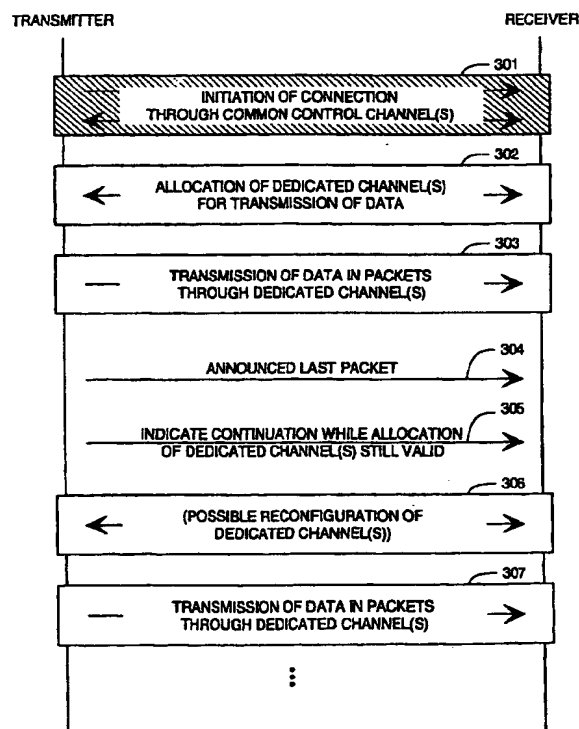 TRANSMITTER
RECEIVER
301
INITIATION OF CONNECTION
THROUGH COMMON CONTROL CHANNEL(S)
302
ALLOCATION OF DEDICATED CHANNEL(S)
FOR TRANSMISSION OF DATA
303
TRANSMISSION OF DATA IN PACKETS
THROUGH DEDICATED CHANNEL(S)
304
ANNOUNCED LAST PACKET
305
INDICATE CONTINUATION WHILE ALLOCATION
OF DEDICATED CHANNEL(S) STILL VALID
306
(POSSIBLE RECONFIGURATION OF
DEDICATED CHANNEL(S))
307
TRANSMISSION OF DATA IN PACKETS
THROUGH DEDICATED CHANNEL(S)